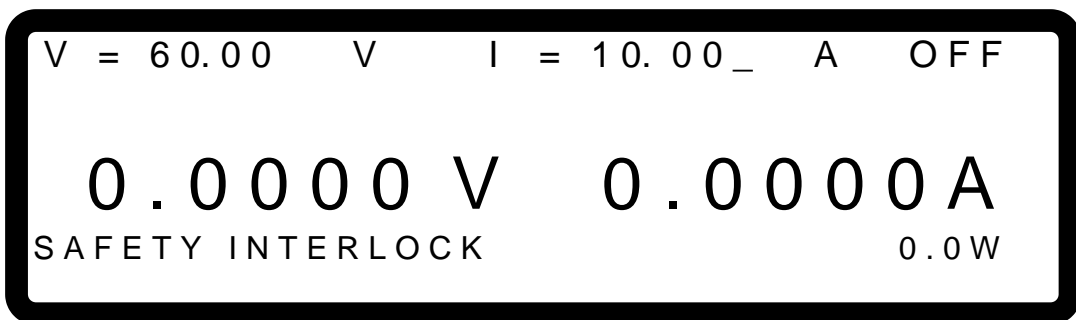 V = 60.00 V I = 10.00_ A OFF
0.0000 V 0.0000A
SAFETY INTERLOCK 0.0W